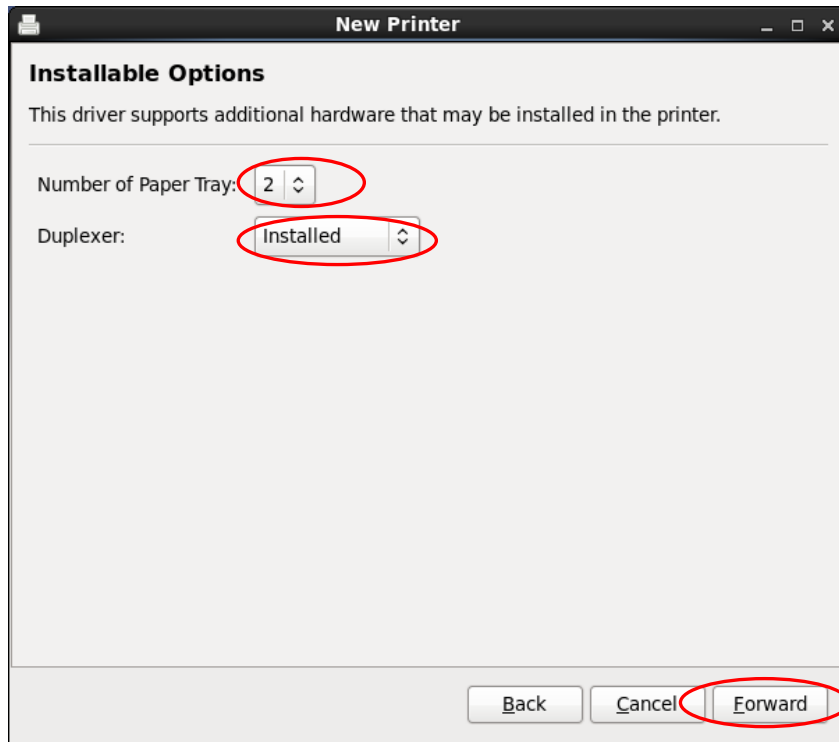 New Printer
Installable Options
This driver supports additional hardware that may be installed in the printer.
Number of Paper Tray: 2
Duplexer: Installed
Back Cancel Forward